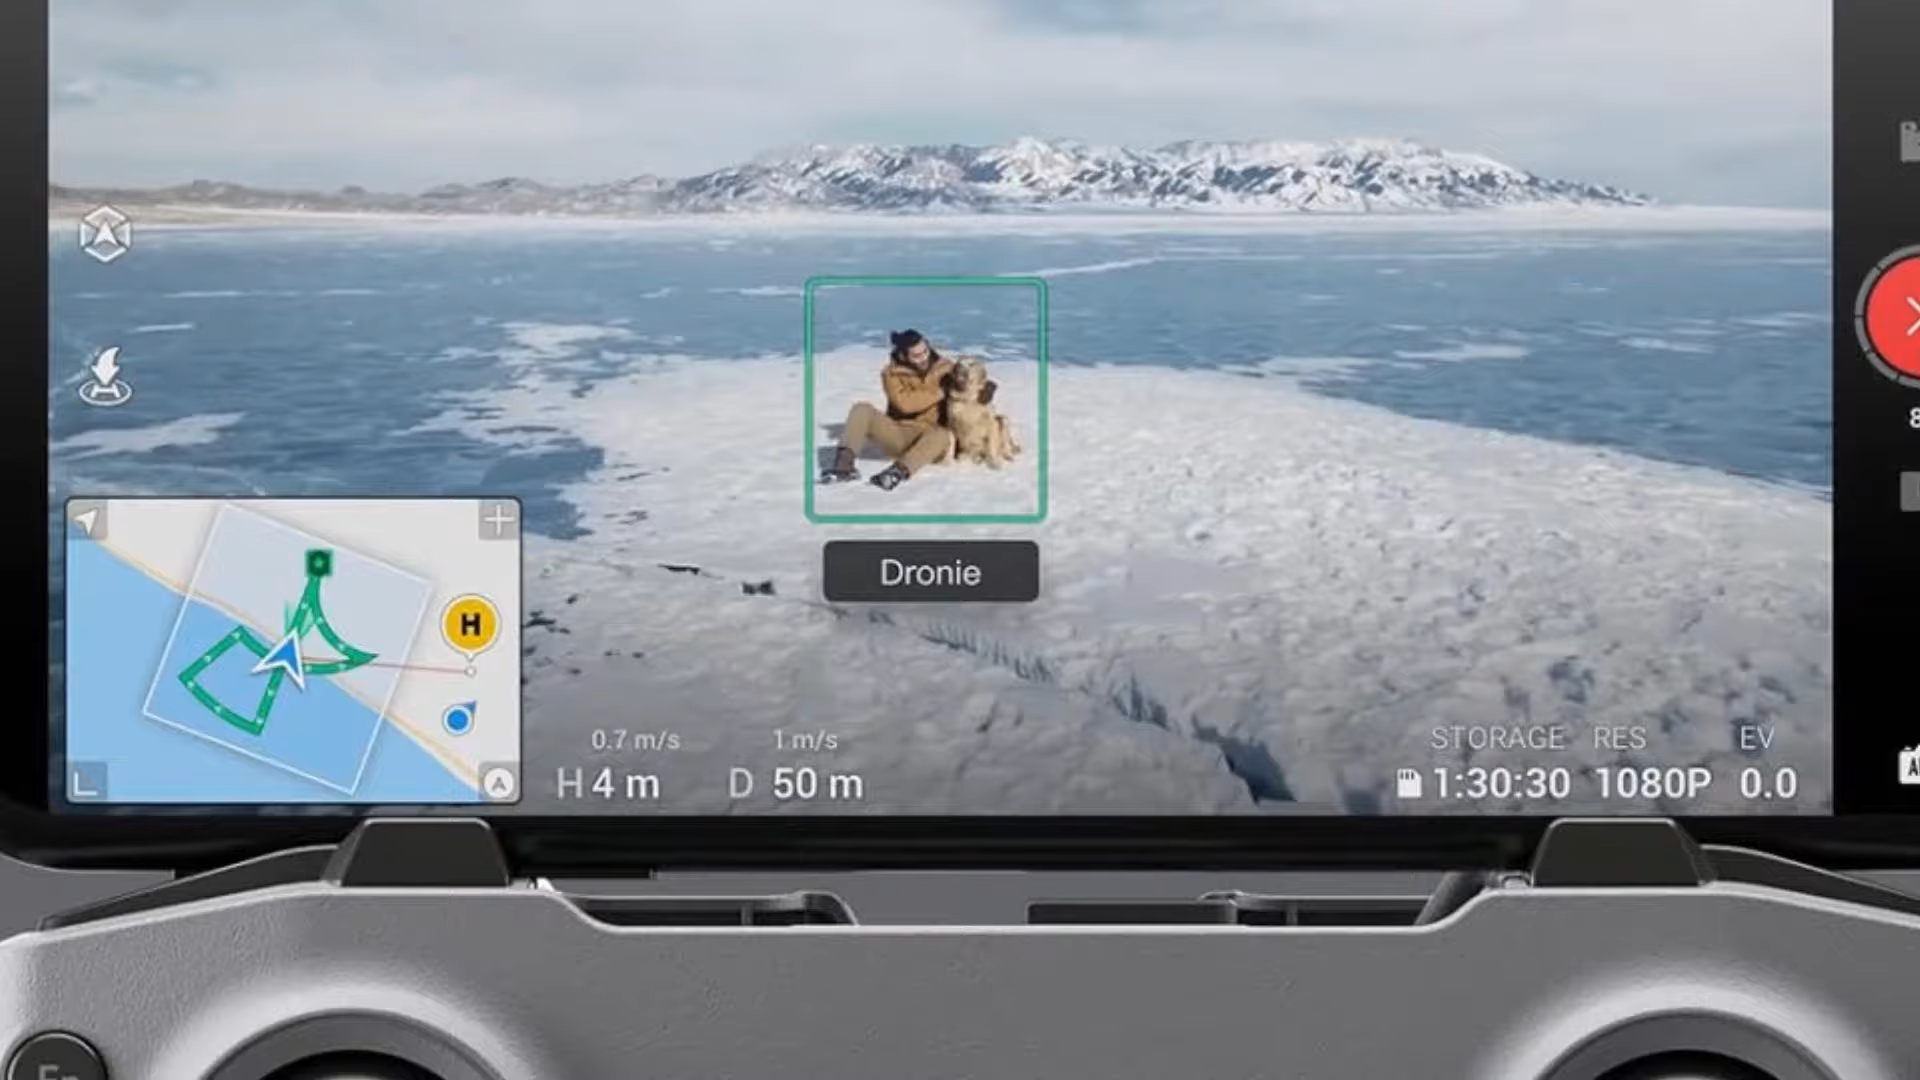 Dronie
H
0.7 m/s 1 m/s
H 4 m D 50 m
STORAGE RES EV
1:30:30 1080P 0.0